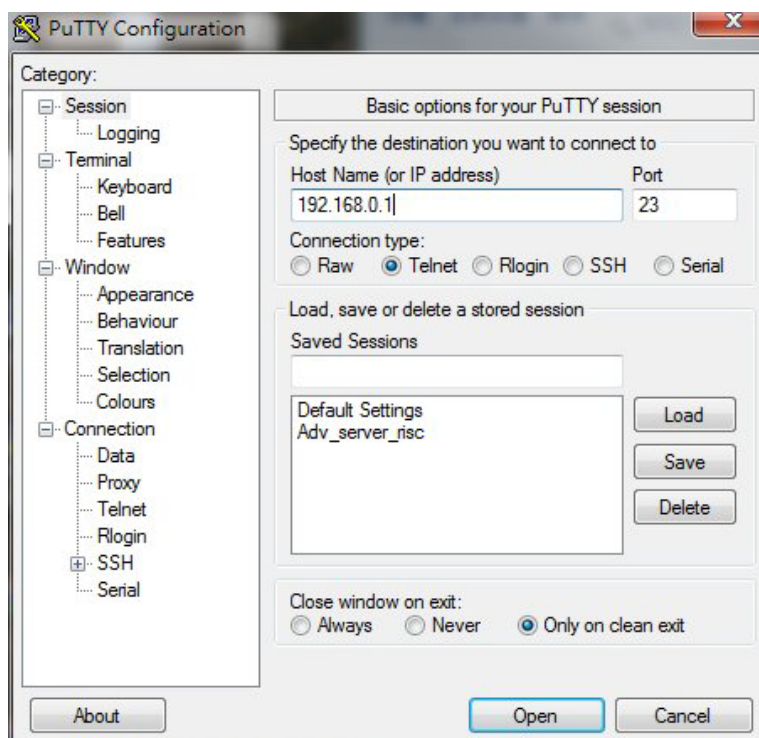 PuTTY Configuration
X
Category:
Session
Logging
Terminal
Keyboard
Bell
Features
Window
Appearance
Behaviour
Translation
Selection
Colours
Connection
Data
Proxy
Telnet
Rlogin
SSH
Serial
Basic options for your PuTTY session
Specify the destination you want to connect to
Host Name (or IP address) Port
192.168.0.1 23
Connection type:
Raw Telnet Rlogin SSH Serial
Load, save or delete a stored session
Saved Sessions
Default Settings
Adv_server_risc
Load
Save
Delete
Close window on exit:
Always Never Only on clean exit
About Open Cancel